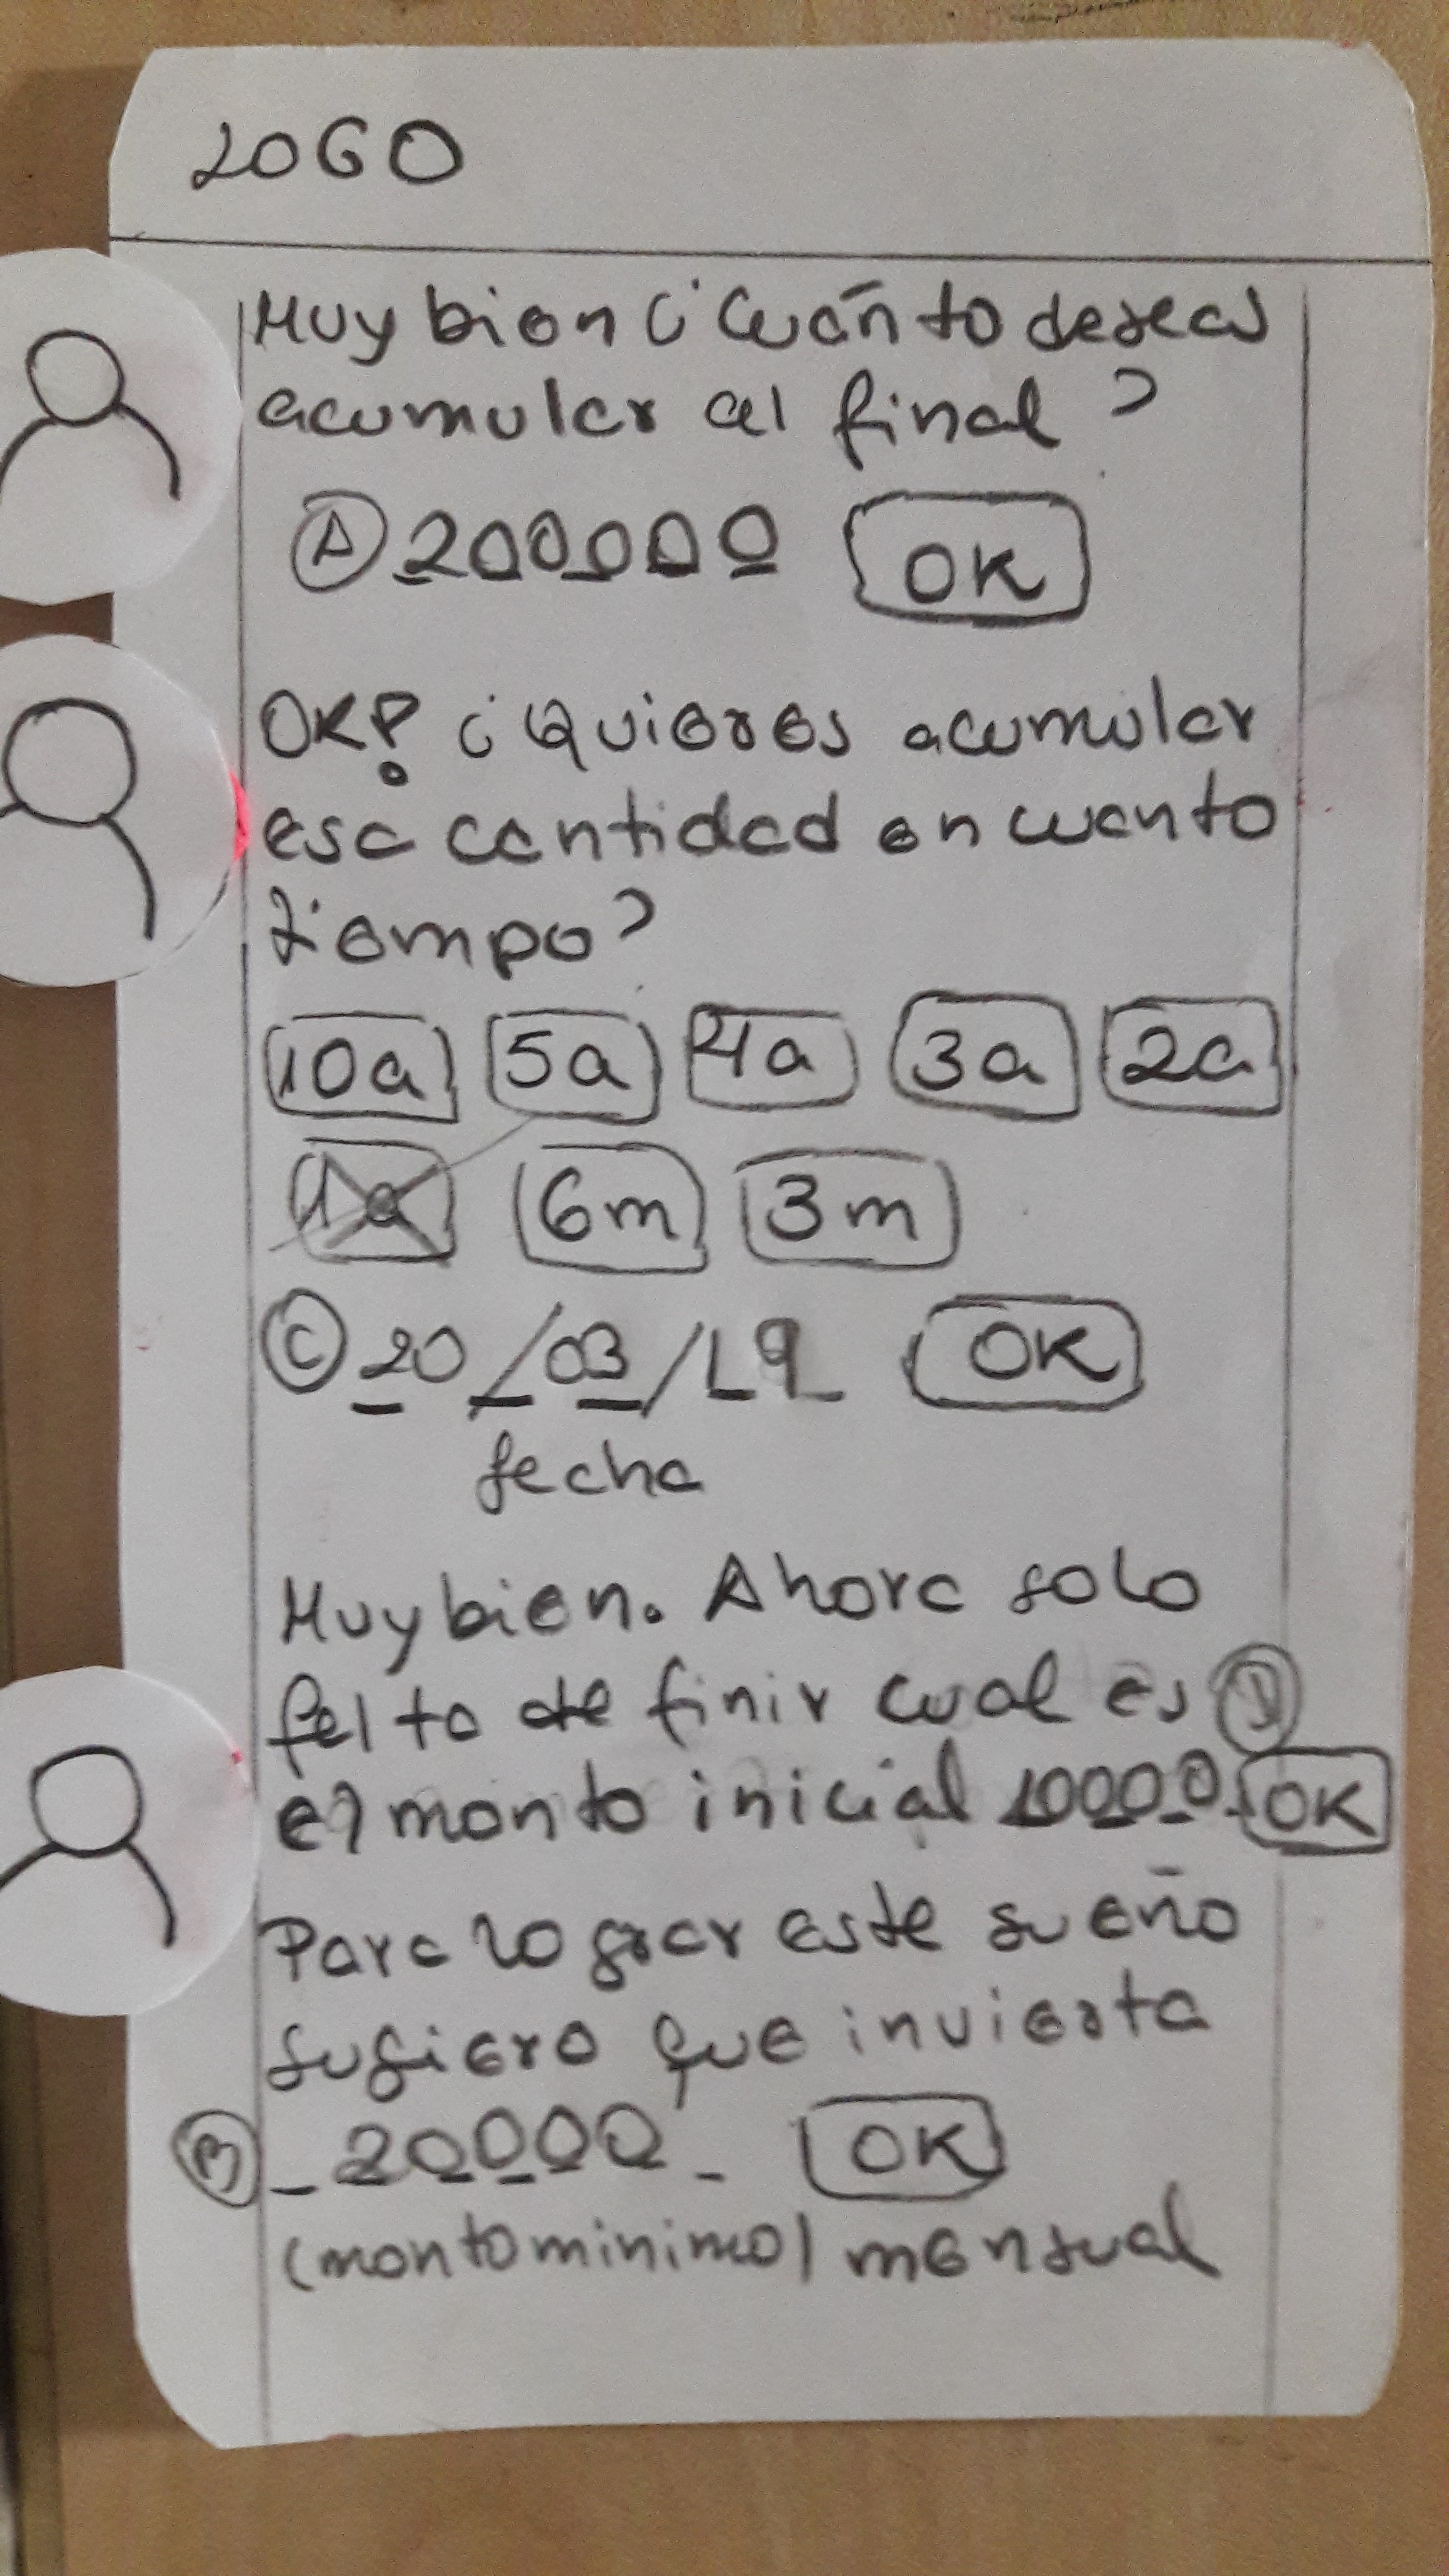 LOGO
Muy bien ¿Cuánto deseas
acumular al final?
A 200000 OK
OK! ¿Quieres acumular
esa cantidad en cuanto
tiempo?
10a 5a 4a 3a 2a
1a 6m 3m
C 20/03/19 OK
fecha
Muy bien. Ahora solo
falta definir cual es
el monto inicial 10000 OK
Para lograr este sueño
sugiero que invierta
B 20000 OK
(monto minimo) mensual